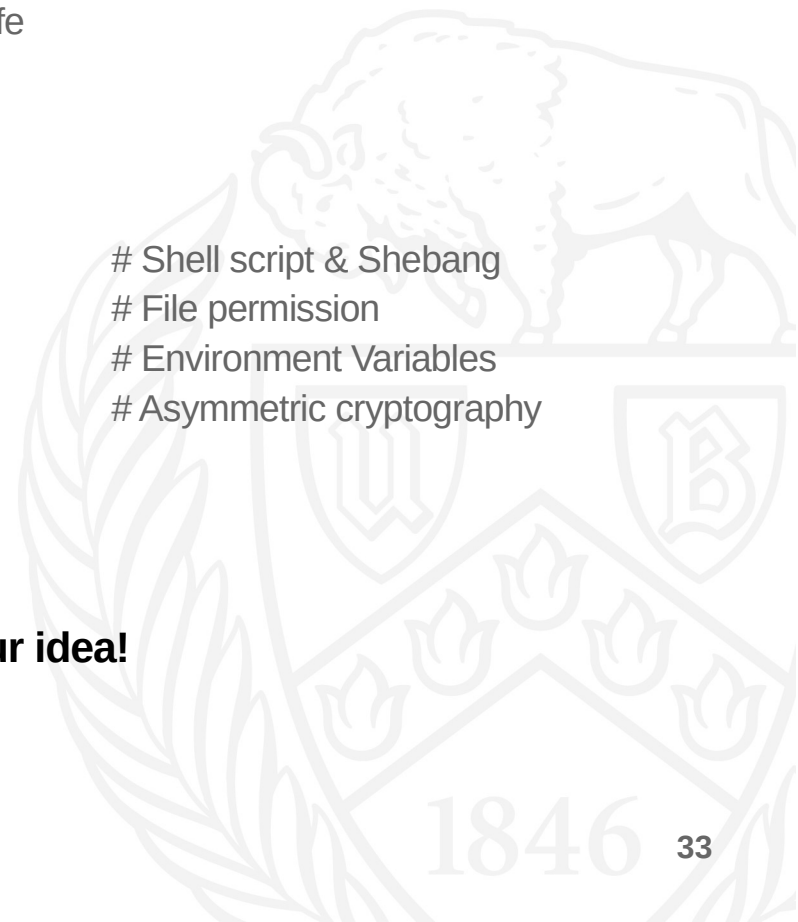 fe
# Shell script & Shebang
# File permission
# Environment Variables
# Asymmetric cryptography
ur idea!
U B
1846
33